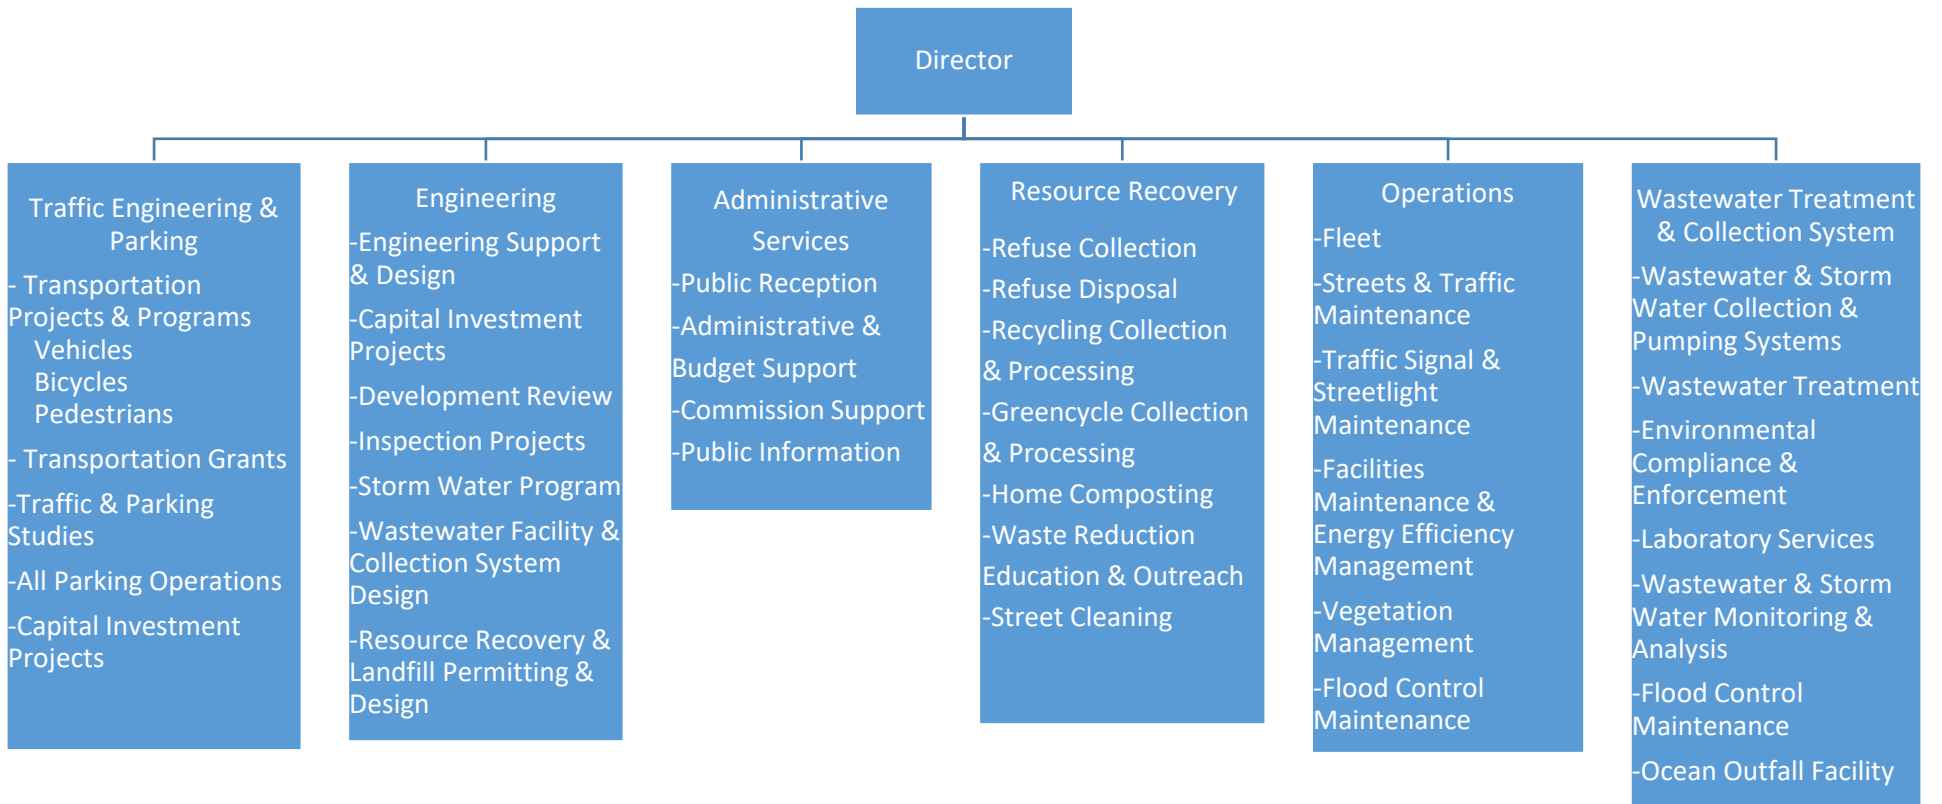 Director
Traffic Engineering &
Parking
- Transportation
Projects & Programs
Vehicles
Bicycles
Pedestrians
- Transportation Grants
-Traffic & Parking
Studies
-All Parking Operations
-Capital Investment
Projects
Engineering
-Engineering Support
& Design
-Capital Investment
Projects
-Development Review
-Inspection Projects
-Storm Water Program
-Wastewater Facility &
Collection System
Design
-Resource Recovery &
Landfill Permitting &
Design
Administrative
Services
-Public Reception
-Administrative &
Budget Support
-Commission Support
-Public Information
Resource Recovery
-Refuse Collection
-Refuse Disposal
-Recycling Collection
& Processing
-Greencycle Collection
& Processing
-Home Composting
-Waste Reduction
Education & Outreach
-Street Cleaning
Operations
-Fleet
-Streets & Traffic
Maintenance
-Traffic Signal &
Streetlight
Maintenance
-Facilities
Maintenance &
Energy Efficiency
Management
-Vegetation
Management
-Flood Control
Maintenance
Wastewater Treatment
& Collection System
-Wastewater & Storm
Water Collection &
Pumping Systems
-Wastewater Treatment
-Environmental
Compliance &
Enforcement
-Laboratory Services
-Wastewater & Storm
Water Monitoring &
Analysis
-Flood Control
Maintenance
-Ocean Outfall Facility